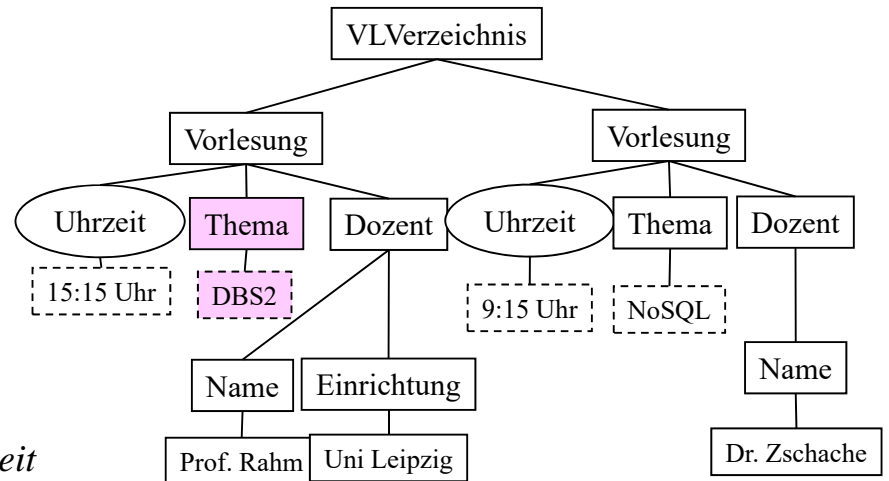 VLVerzeichnis
Vorlesung Vorlesung
Uhrzeit Thema Dozent Uhrzeit Thema Dozent
15:15 Uhr DBS2 9:15 Uhr NoSQL
Name Einrichtung Name
eit Prof. Rahm Uni Leipzig Dr. Zschache